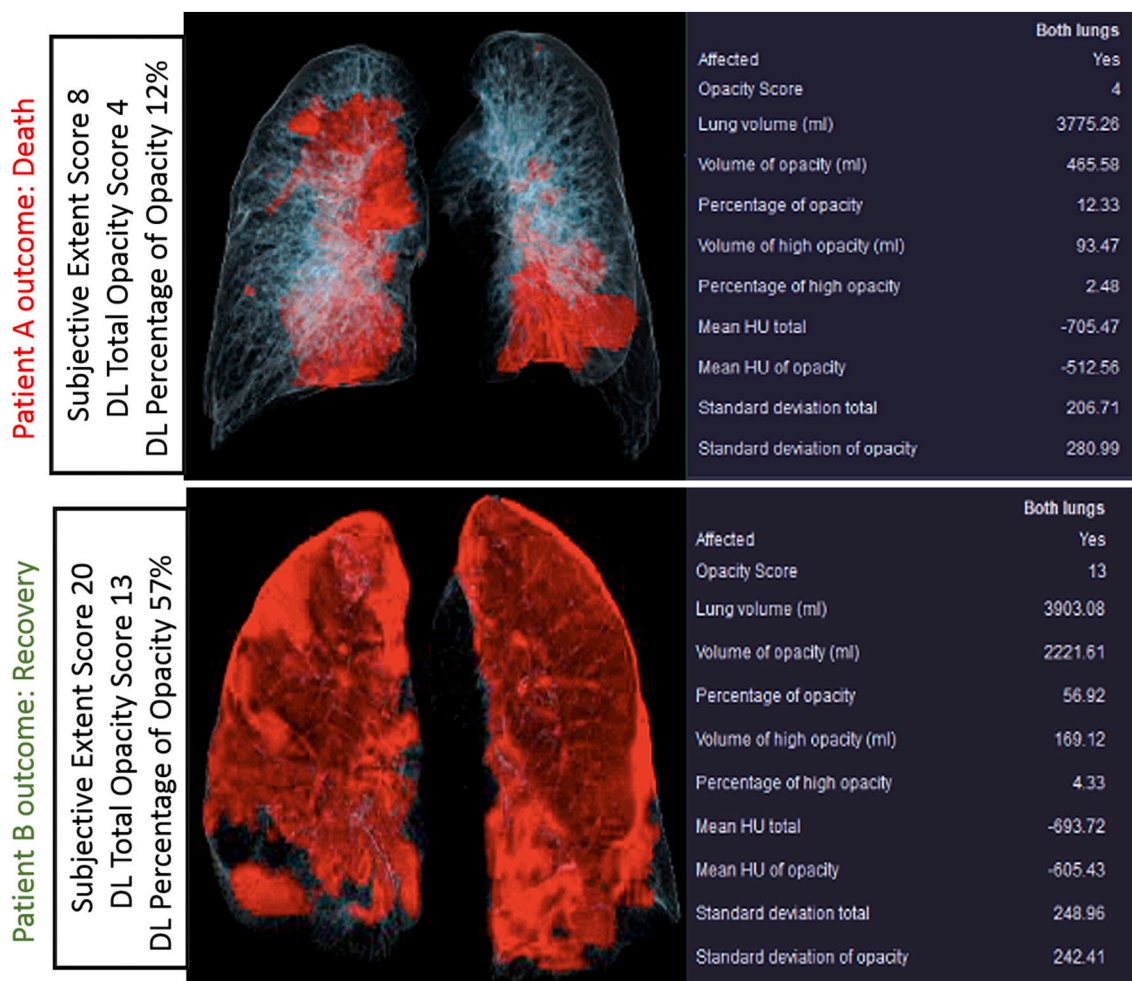 Patient A outcome: Death
Subjective Extent Score 8
DL Total Opacity Score 4
DL Percentage of Opacity 12%
Both lungs
Affected Yes
Opacity Score 4
Lung volume (ml) 3775.26
Volume of opacity (ml) 465.58
Percentage of opacity 12.33
Volume of high opacity (ml) 93.47
Percentage of high opacity 2.48
Mean HU total -705.47
Mean HU of opacity -512.56
Standard deviation total 206.71
Standard deviation of opacity 280.99
Patient B outcome: Recovery
Subjective Extent Score 20
DL Total Opacity Score 13
DL Percentage of Opacity 57%
Both lungs
Affected Yes
Opacity Score 13
Lung volume (ml) 3903.08
Volume of opacity (ml) 2221.61
Percentage of opacity 56.92
Volume of high opacity (ml) 169.12
Percentage of high opacity 4.33
Mean HU total -693.72
Mean HU of opacity -605.43
Standard deviation total 248.96
Standard deviation of opacity 242.41